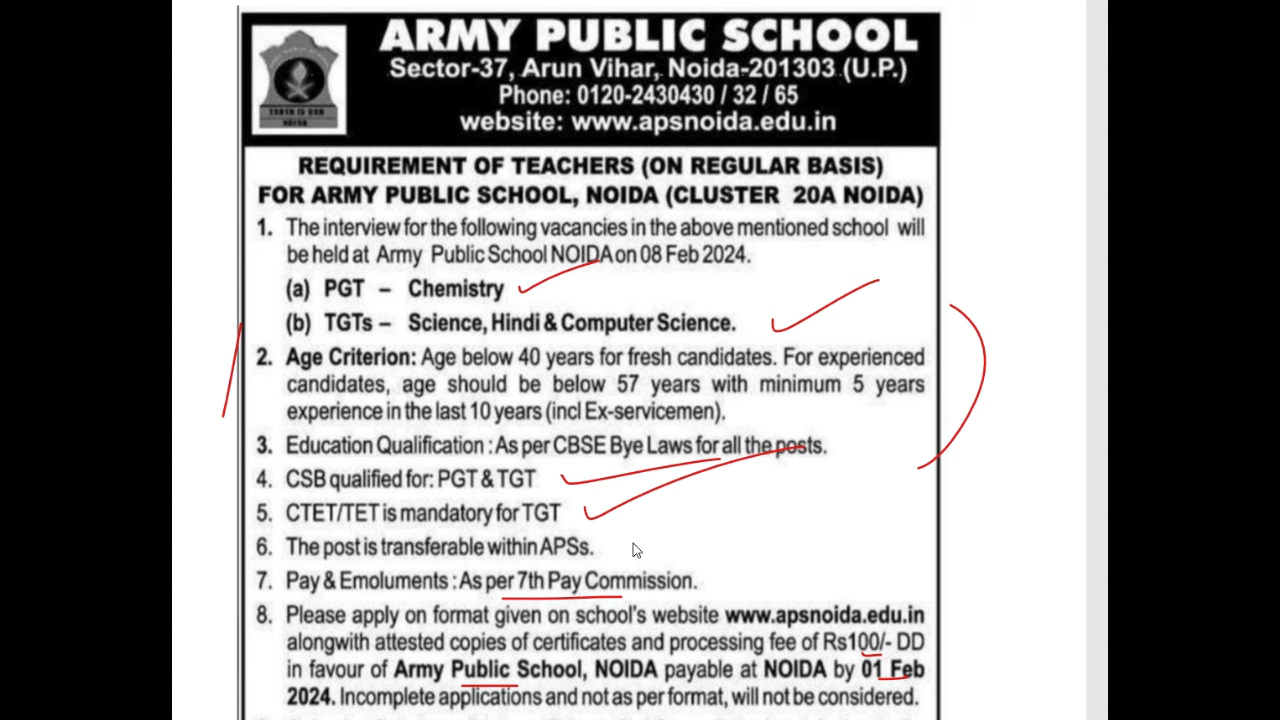 ARMY PUBLIC SCHOOL
Sector-37, Arun Vihar, Noida-201303 (U.P.)
Phone: 0120-2430430 / 32 / 65
website: www.apsnoida.edu.in
REQUIREMENT OF TEACHERS (ON REGULAR BASIS)
FOR ARMY PUBLIC SCHOOL, NOIDA (CLUSTER 20A NOIDA)
1. The interview for the following vacancies in the above mentioned school will
be held at Army Public School NOIDA on 08 Feb 2024.
(a) PGT – Chemistry
(b) TGTs – Science, Hindi & Computer Science.
2. Age Criterion: Age below 40 years for fresh candidates. For experienced
candidates, age should be below 57 years with minimum 5 years
experience in the last 10 years (incl Ex-servicemen).
3. Education Qualification : As per CBSE Bye Laws for all the posts.
4. CSB qualified for: PGT & TGT
5. CTET/TET is mandatory for TGT
6. The post is transferable within APSs.
7. Pay & Emoluments : As per 7th Pay Commission.
8. Please apply on format given on school's website www.apsnoida.edu.in
alongwith attested copies of certificates and processing fee of Rs100/- DD
in favour of Army Public School, NOIDA payable at NOIDA by 01 Feb
2024. Incomplete applications and not as per format, will not be considered.